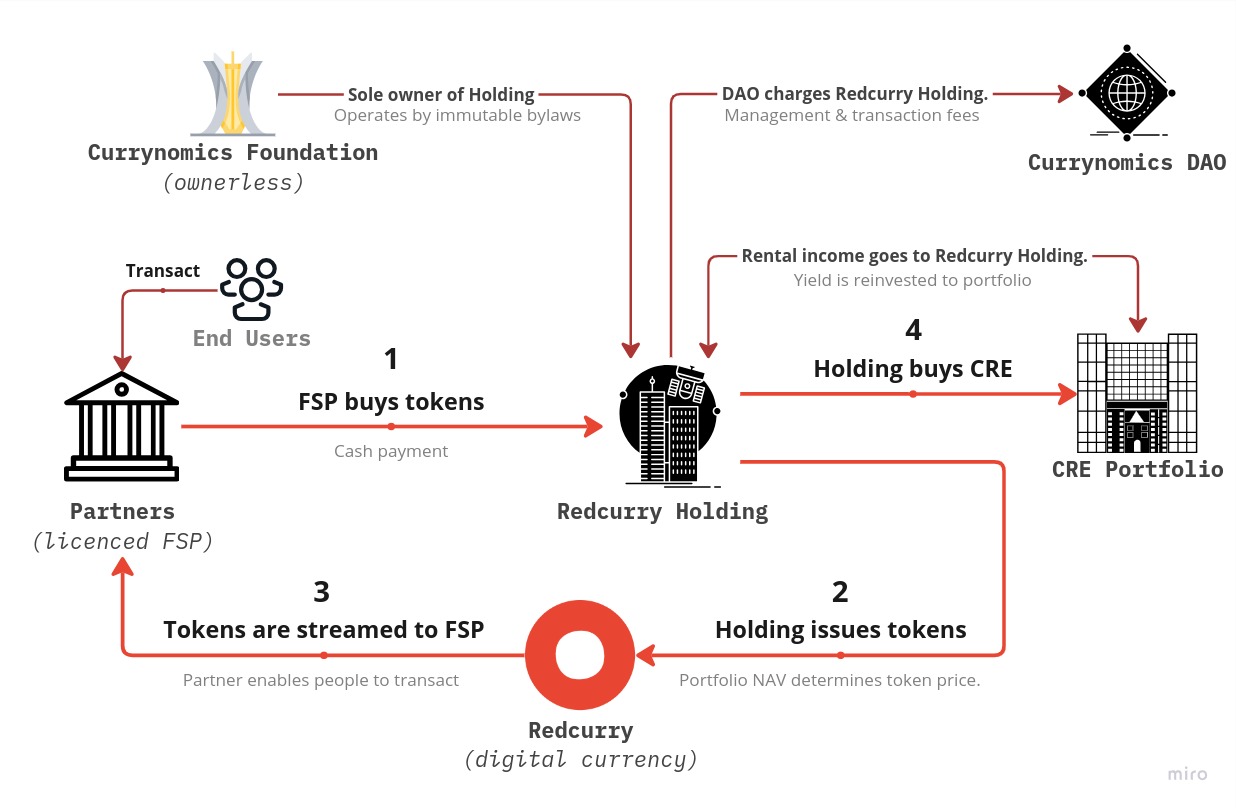 Sole owner of Holding
Operates by immutable bylaws
DAO charges Redcurry Holding.
Management & transaction fees
Currynomics Foundation
(ownerless)
Currynomics DAO
Transact
End Users
Rental income goes to Redcurry Holding.
Yield is reinvested to portfolio
1
FSP buys tokens
Cash payment
4
Holding buys CRE
CRE Portfolio
Partners
(licenced FSP)
Redcurry Holding
3
Tokens are streamed to FSP
Partner enables people to transact
2
Holding issues tokens
Portfolio NAV determines token price.
Redcurry
(digital currency)
miro